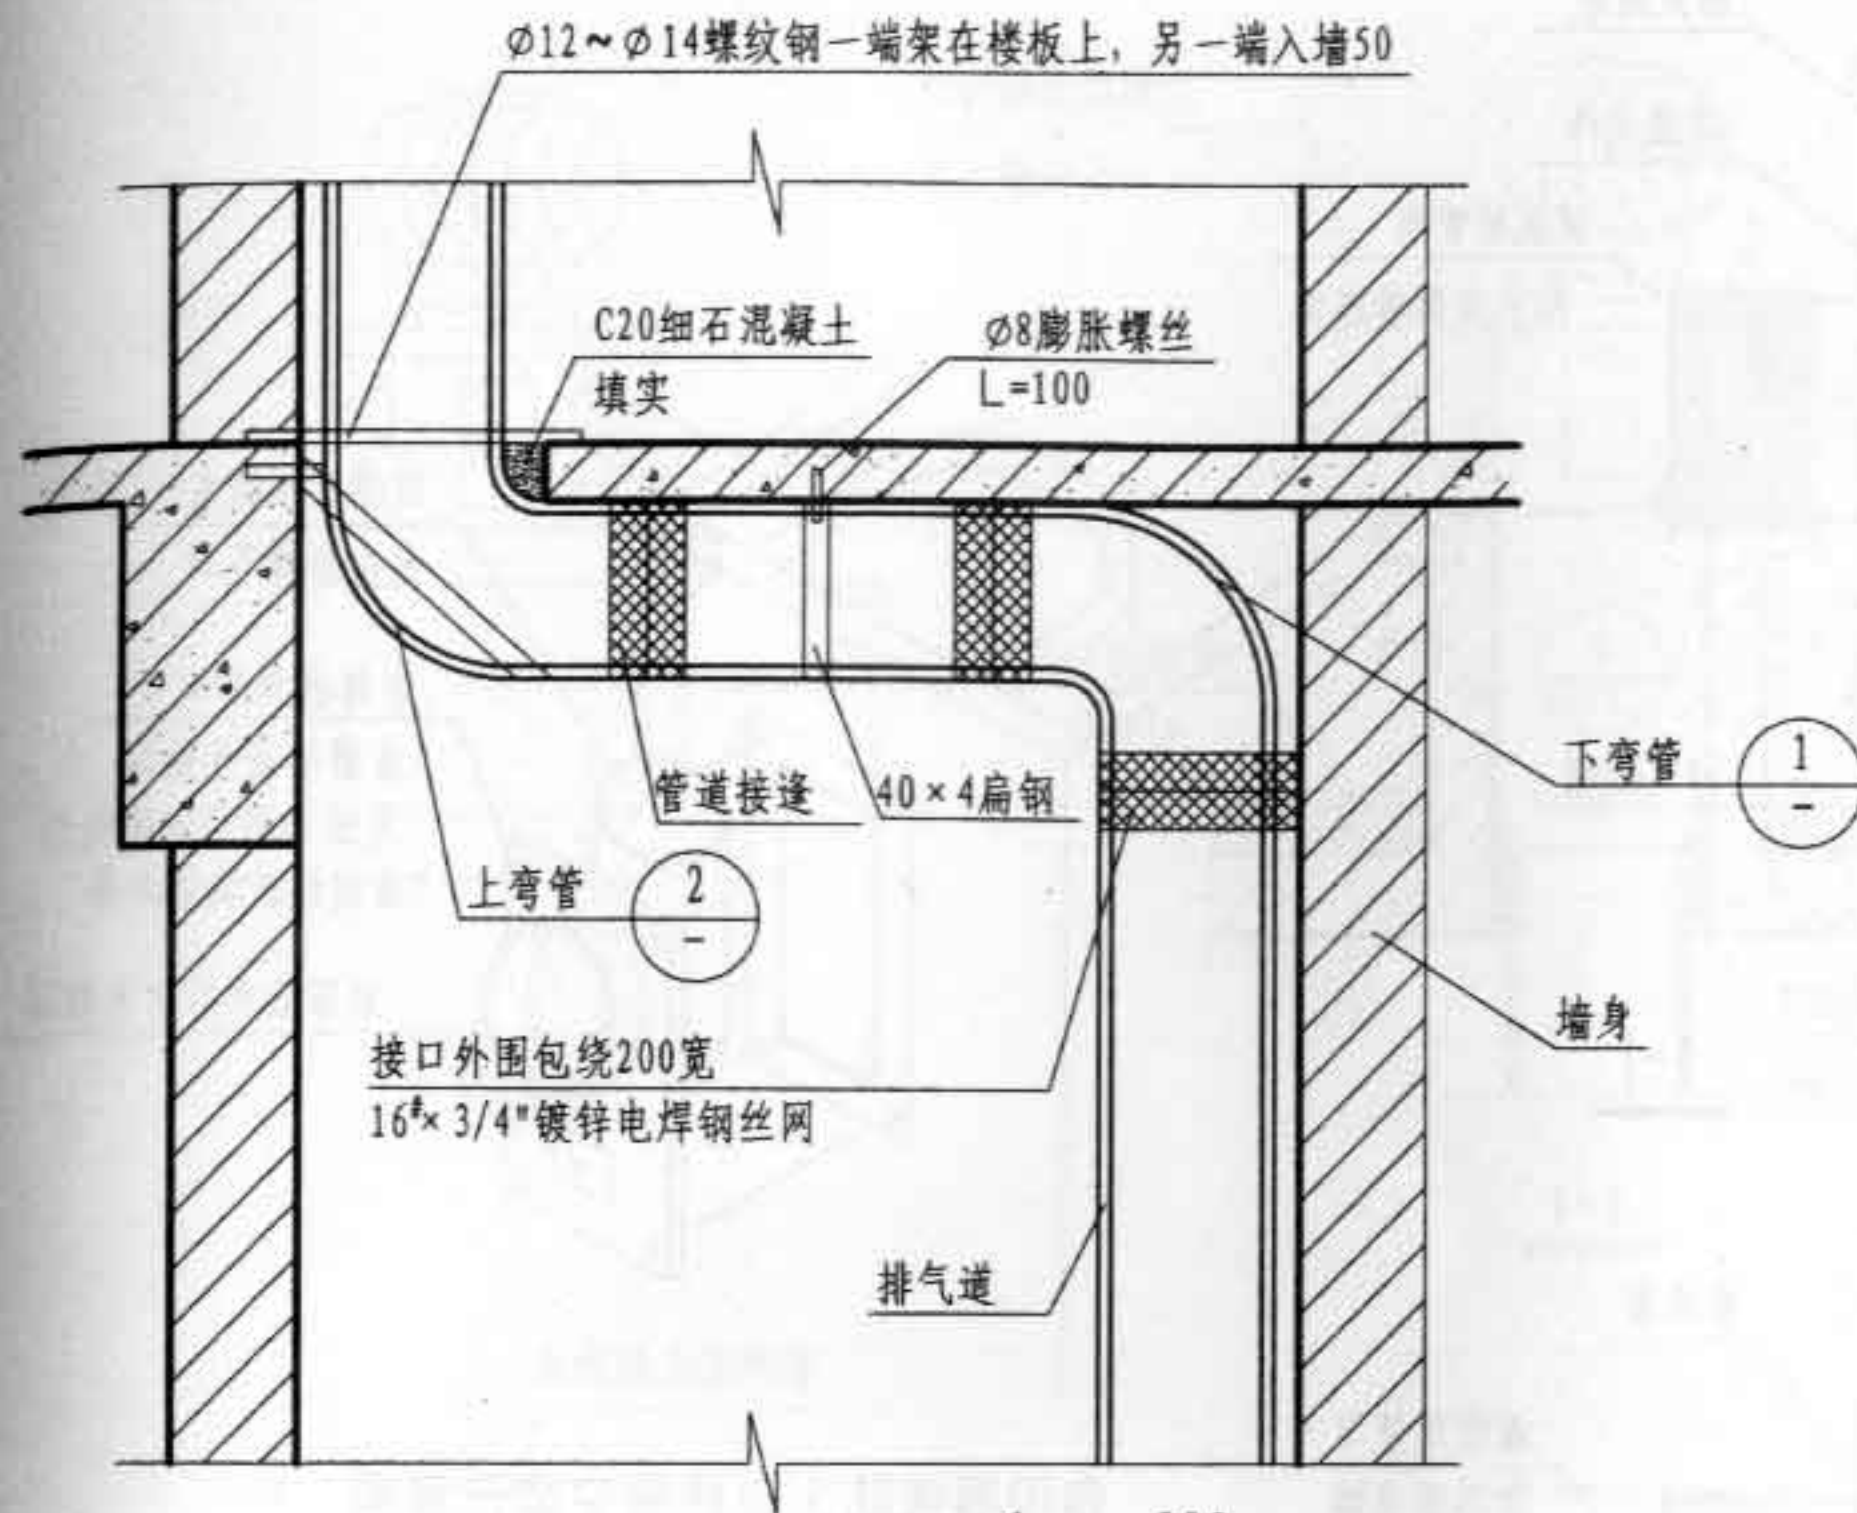 Ø12~Ø14螺纹钢一端架在楼板上，另一端入墙50
C20细石混凝土
填实
Ø8膨胀螺丝
L=100
管道接逢
40×4扁钢
下弯管
1
-
上弯管
2
-
墙身
接口外围包绕200宽
16#×3/4"镀锌电焊钢丝网
排气道